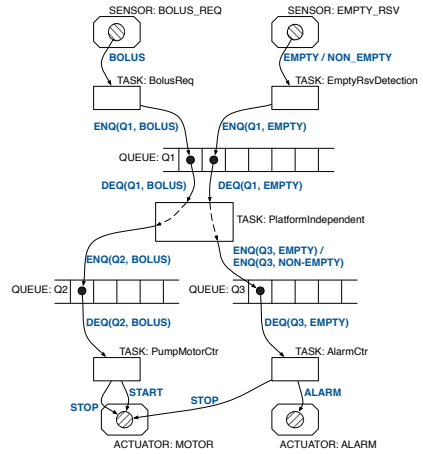 SENSOR: BOLUS_REQ
SENSOR: EMPTY_RSV
BOLUS
EMPTY / NON_EMPTY
TASK: BolusReq
TASK: EmptyRsvDetection
ENQ(Q1, BOLUS)
ENQ(Q1, EMPTY)
QUEUE: Q1
DEQ(Q1, BOLUS)
DEQ(Q1, EMPTY)
TASK: PlatformIndependent
ENQ(Q2, BOLUS)
ENQ(Q3, EMPTY) /
ENQ(Q3, NON-EMPTY)
QUEUE: Q2
QUEUE: Q3
DEQ(Q2, BOLUS)
DEQ(Q3, EMPTY)
TASK: PumpMotorCtr
TASK: AlarmCtr
START
STOP
ALARM
STOP
ACTUATOR: MOTOR
ACTUATOR: ALARM